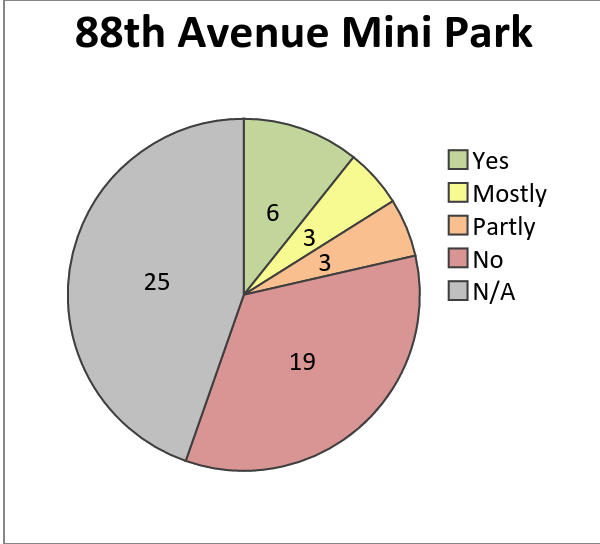 88th Avenue Mini Park
Yes
Mostly
Partly
No
N/A
6
3
3
25
19